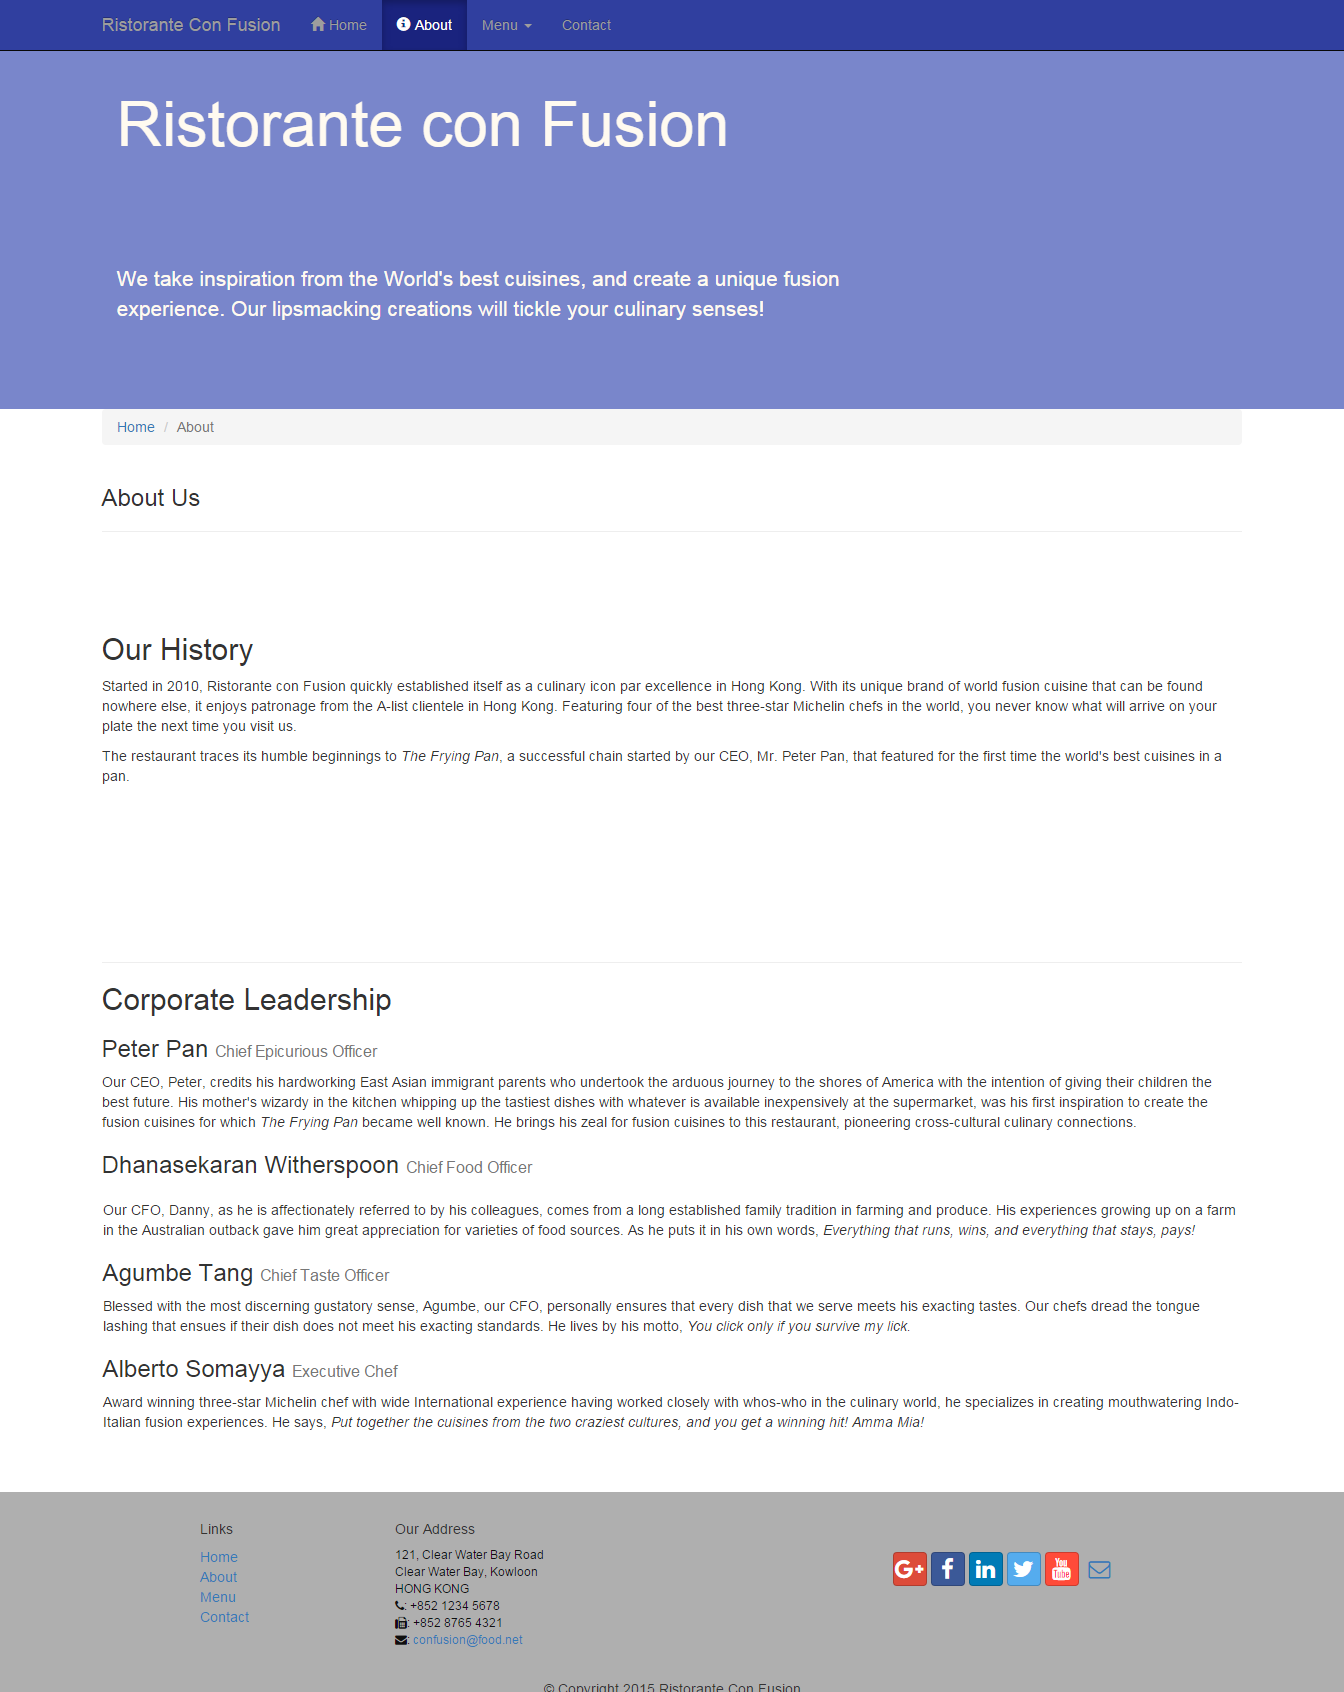 Ristorante Con Fusion Home About Menu Contact
Ristorante con Fusion
We take inspiration from the World's best cuisines, and create a unique fusion
experience. Our lipsmacking creations will tickle your culinary senses!
Home / About
About Us
Our History
Started in 2010, Ristorante con Fusion quickly established itself as a culinary icon par excellence in Hong Kong. With its unique brand of world fusion cuisine that can be found
nowhere else, it enjoys patronage from the A-list clientele in Hong Kong. Featuring four of the best three-star Michelin chefs in the world, you never know what will arrive on your
plate the next time you visit us.
The restaurant traces its humble beginnings to The Frying Pan, a successful chain started by our CEO, Mr. Peter Pan, that featured for the first time the world's best cuisines in a
pan.
Corporate Leadership
Peter Pan Chief Epicurious Officer
Our CEO, Peter, credits his hardworking East Asian immigrant parents who undertook the arduous journey to the shores of America with the intention of giving their children the
best future. His mother's wizardy in the kitchen whipping up the tastiest dishes with whatever is available inexpensively at the supermarket, was his first inspiration to create the
fusion cuisines for which The Frying Pan became well known. He brings his zeal for fusion cuisines to this restaurant, pioneering cross-cultural culinary connections.
Dhanasekaran Witherspoon Chief Food Officer
Our CFO, Danny, as he is affectionately referred to by his colleagues, comes from a long established family tradition in farming and produce. His experiences growing up on a farm
in the Australian outback gave him great appreciation for varieties of food sources. As he puts it in his own words, Everything that runs, wins, and everything that stays, pays!
Agumbe Tang Chief Taste Officer
Blessed with the most discerning gustatory sense, Agumbe, our CFO, personally ensures that every dish that we serve meets his exacting tastes. Our chefs dread the tongue
lashing that ensues if their dish does not meet his exacting standards. He lives by his motto, You click only if you survive my lick.
Alberto Somayya Executive Chef
Award winning three-star Michelin chef with wide International experience having worked closely with whos-who in the culinary world, he specializes in creating mouthwatering Indo-
Italian fusion experiences. He says, Put together the cuisines from the two craziest cultures, and you get a winning hit! Amma Mia!
Links
Home
About
Menu
Contact
Our Address
121, Clear Water Bay Road
Clear Water Bay, Kowloon
HONG KONG
: +852 1234 5678
: +852 8765 4321
: confusion@food.net
G+ f in You Tube
© Copyright 2015 Ristorante Con Fusion